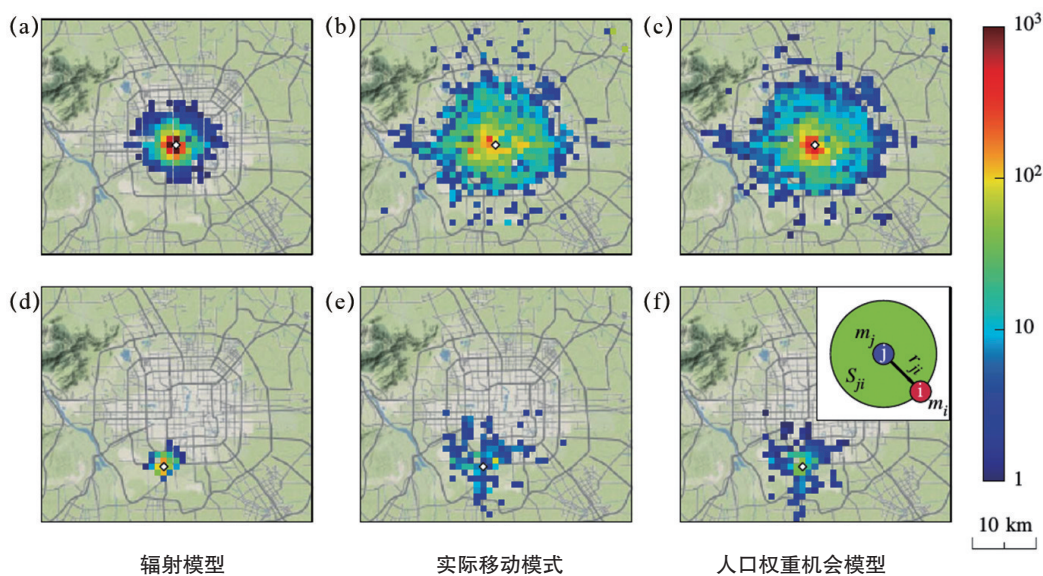 (a)
(b)
(c)
10³
10²
(d)
(e)
(f)
m_j
j
r_ji
S_ji
i
m_i
10
1
10 km
辐射模型
实际移动模式
人口权重机会模型